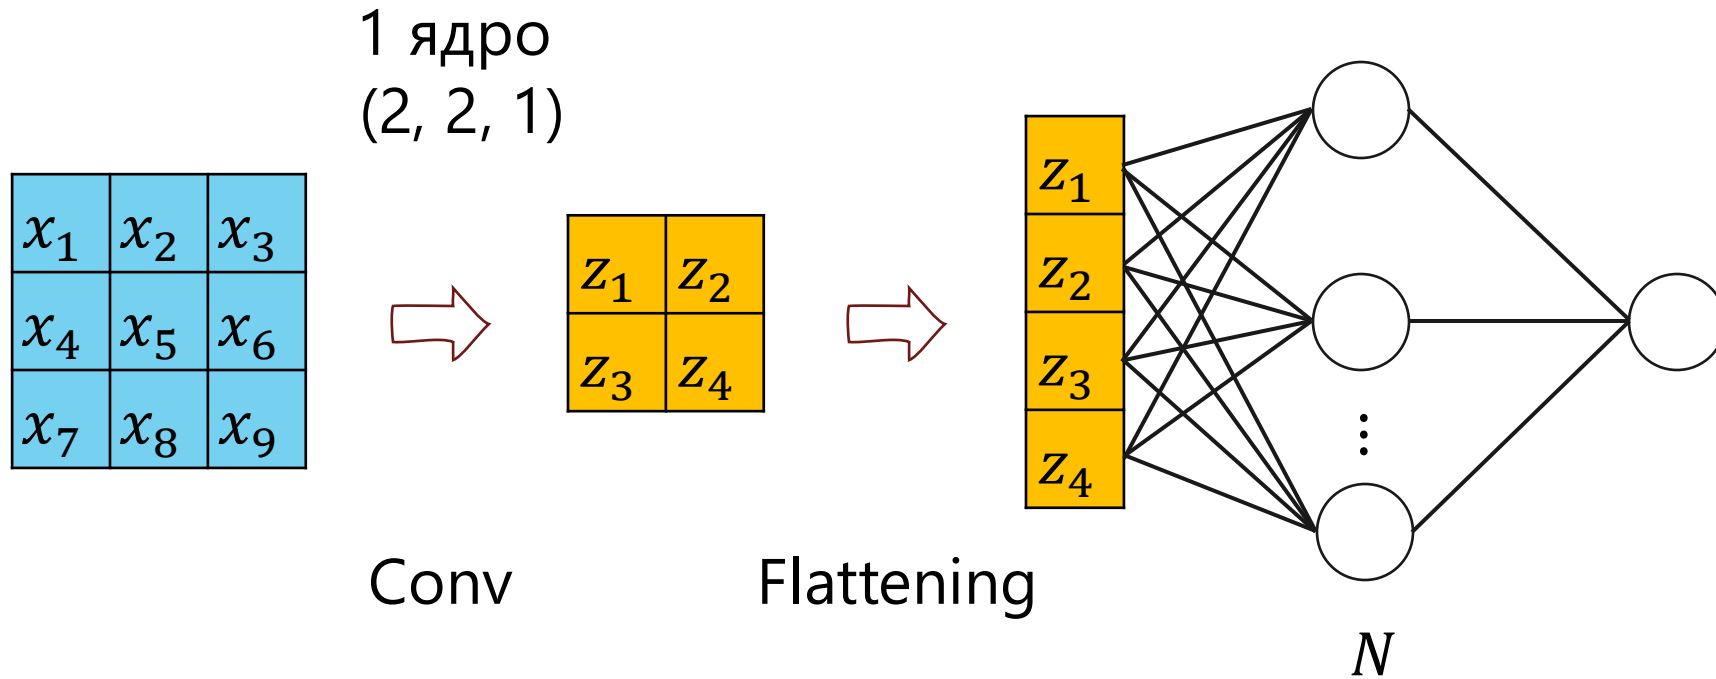 1 ядро
(2, 2, 1)
x₁ x₂ x₃
x₄ x₅ x₆
x₇ x₈ x₉
z₁ z₂
z₃ z₄
z₁
z₂
z₃
z₄
⋮
Conv
Flattening
N